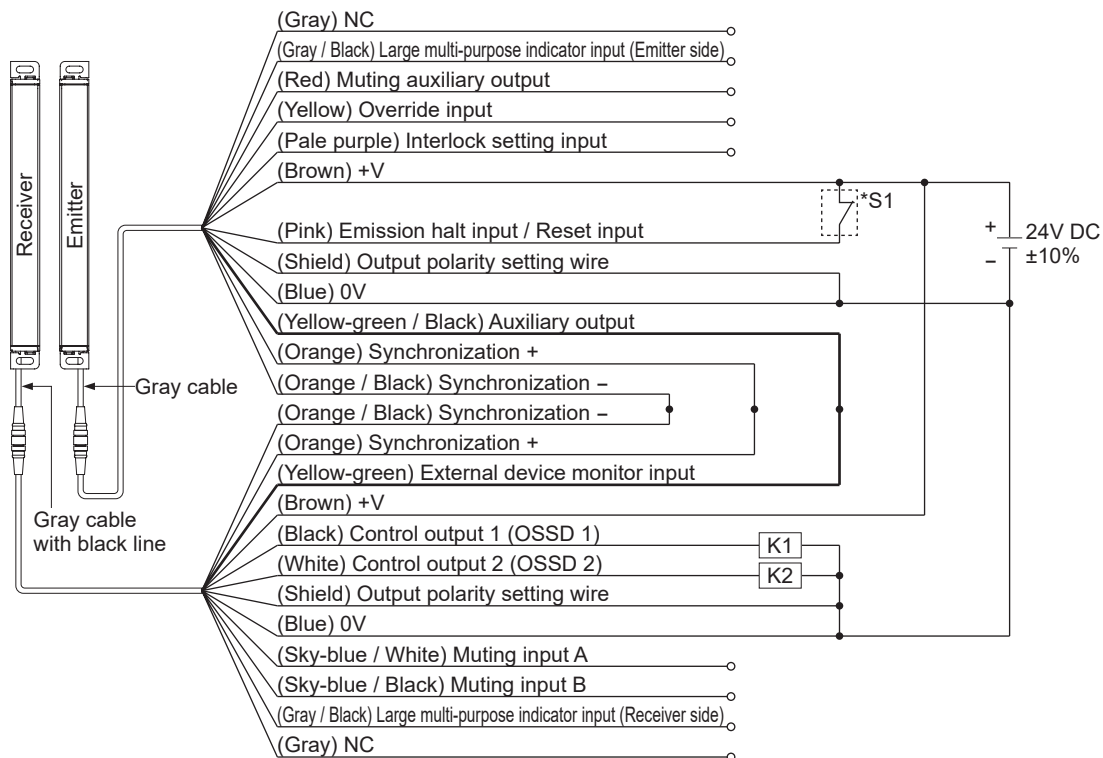 (Gray) NC
(Gray / Black) Large multi-purpose indicator input (Emitter side)
(Red) Muting auxiliary output
(Yellow) Override input
(Pale purple) Interlock setting input
(Brown) +V
*S1
(Pink) Emission halt input / Reset input
(Shield) Output polarity setting wire
(Blue) 0V
+
−
24V DC
±10%
(Yellow-green / Black) Auxiliary output
(Orange) Synchronization +
(Orange / Black) Synchronization −
(Orange / Black) Synchronization −
(Orange) Synchronization +
(Yellow-green) External device monitor input
(Brown) +V
(Black) Control output 1 (OSSD 1)
K1
(White) Control output 2 (OSSD 2)
K2
(Shield) Output polarity setting wire
(Blue) 0V
(Sky-blue / White) Muting input A
(Sky-blue / Black) Muting input B
(Gray / Black) Large multi-purpose indicator input (Receiver side)
(Gray) NC
Receiver
Emitter
Gray cable
Gray cable
with black line